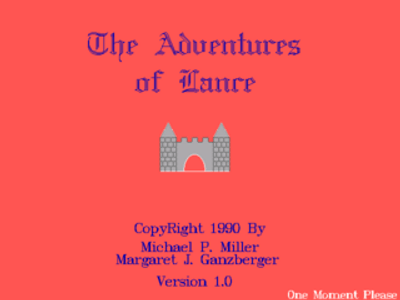 The Adventures
of Lance
CopyRight 1990 By
Michael P. Miller
Margaret J. Ganzberger
Version 1.0
One Moment Please